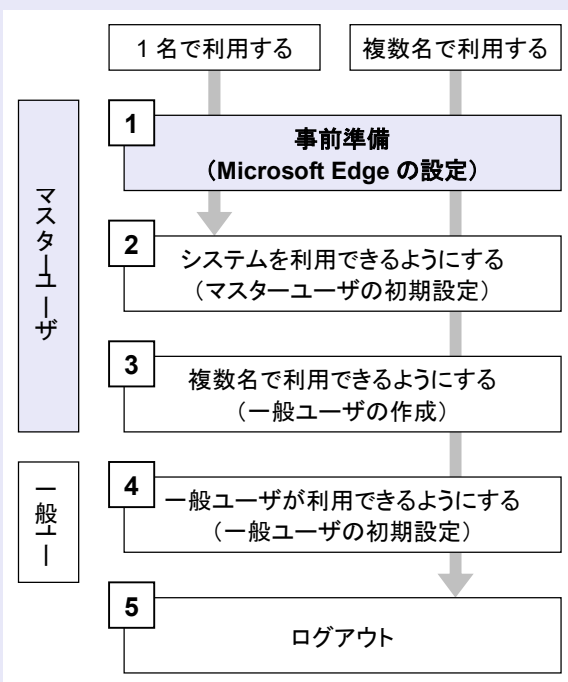 1 名で利用する
複数名で利用する
マスターユーザ
1
事前準備
（Microsoft Edge の設定）
2
システムを利用できるようにする
（マスターユーザの初期設定）
3
複数名で利用できるようにする
（一般ユーザの作成）
一般ユー
4
一般ユーザが利用できるようにする
（一般ユーザの初期設定）
5
ログアウト